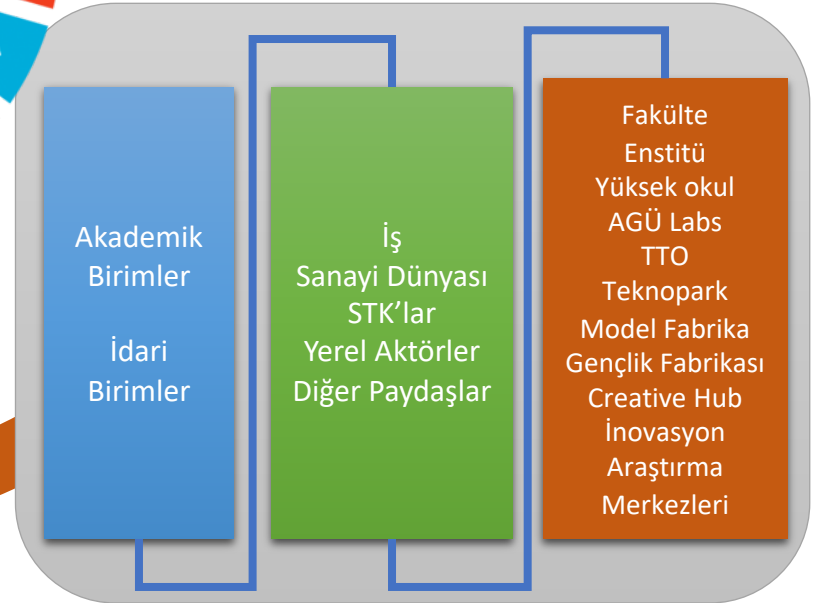 Akademik
Birimler
İdari
Birimler
İş
Sanayi Dünyası
STK’lar
Yerel Aktörler
Diğer Paydaşlar
Fakülte
Enstitü
Yüksek okul
AGÜ Labs
TTO
Teknopark
Model Fabrika
Gençlik Fabrikası
Creative Hub
İnovasyon
Araştırma
Merkezleri